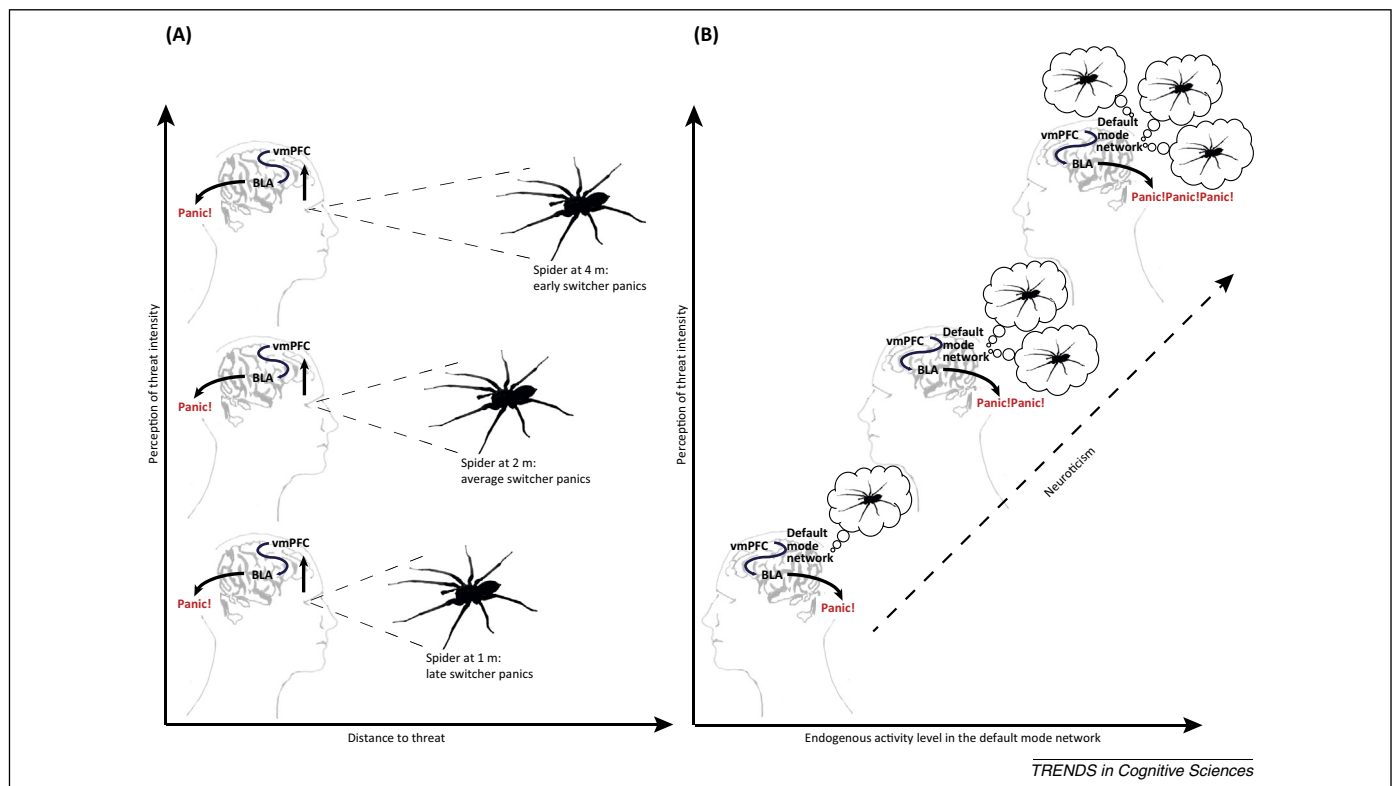 (A)
Perception of threat intensity
vmPFC
BLA
Panic!
Spider at 4 m:
early switcher panics
vmPFC
BLA
Panic!
Spider at 2 m:
average switcher panics
vmPFC
BLA
Panic!
Spider at 1 m:
late switcher panics
Distance to threat
(B)
Perception of threat intensity
Default
mode
network
vmPFC
BLA
Panic!Panic!Panic!
Default
mode
network
vmPFC
BLA
Panic!Panic!
Neuroticism
Default
mode
network
vmPFC
BLA
Panic!
Endogenous activity level in the default mode network
TRENDS in Cognitive Sciences